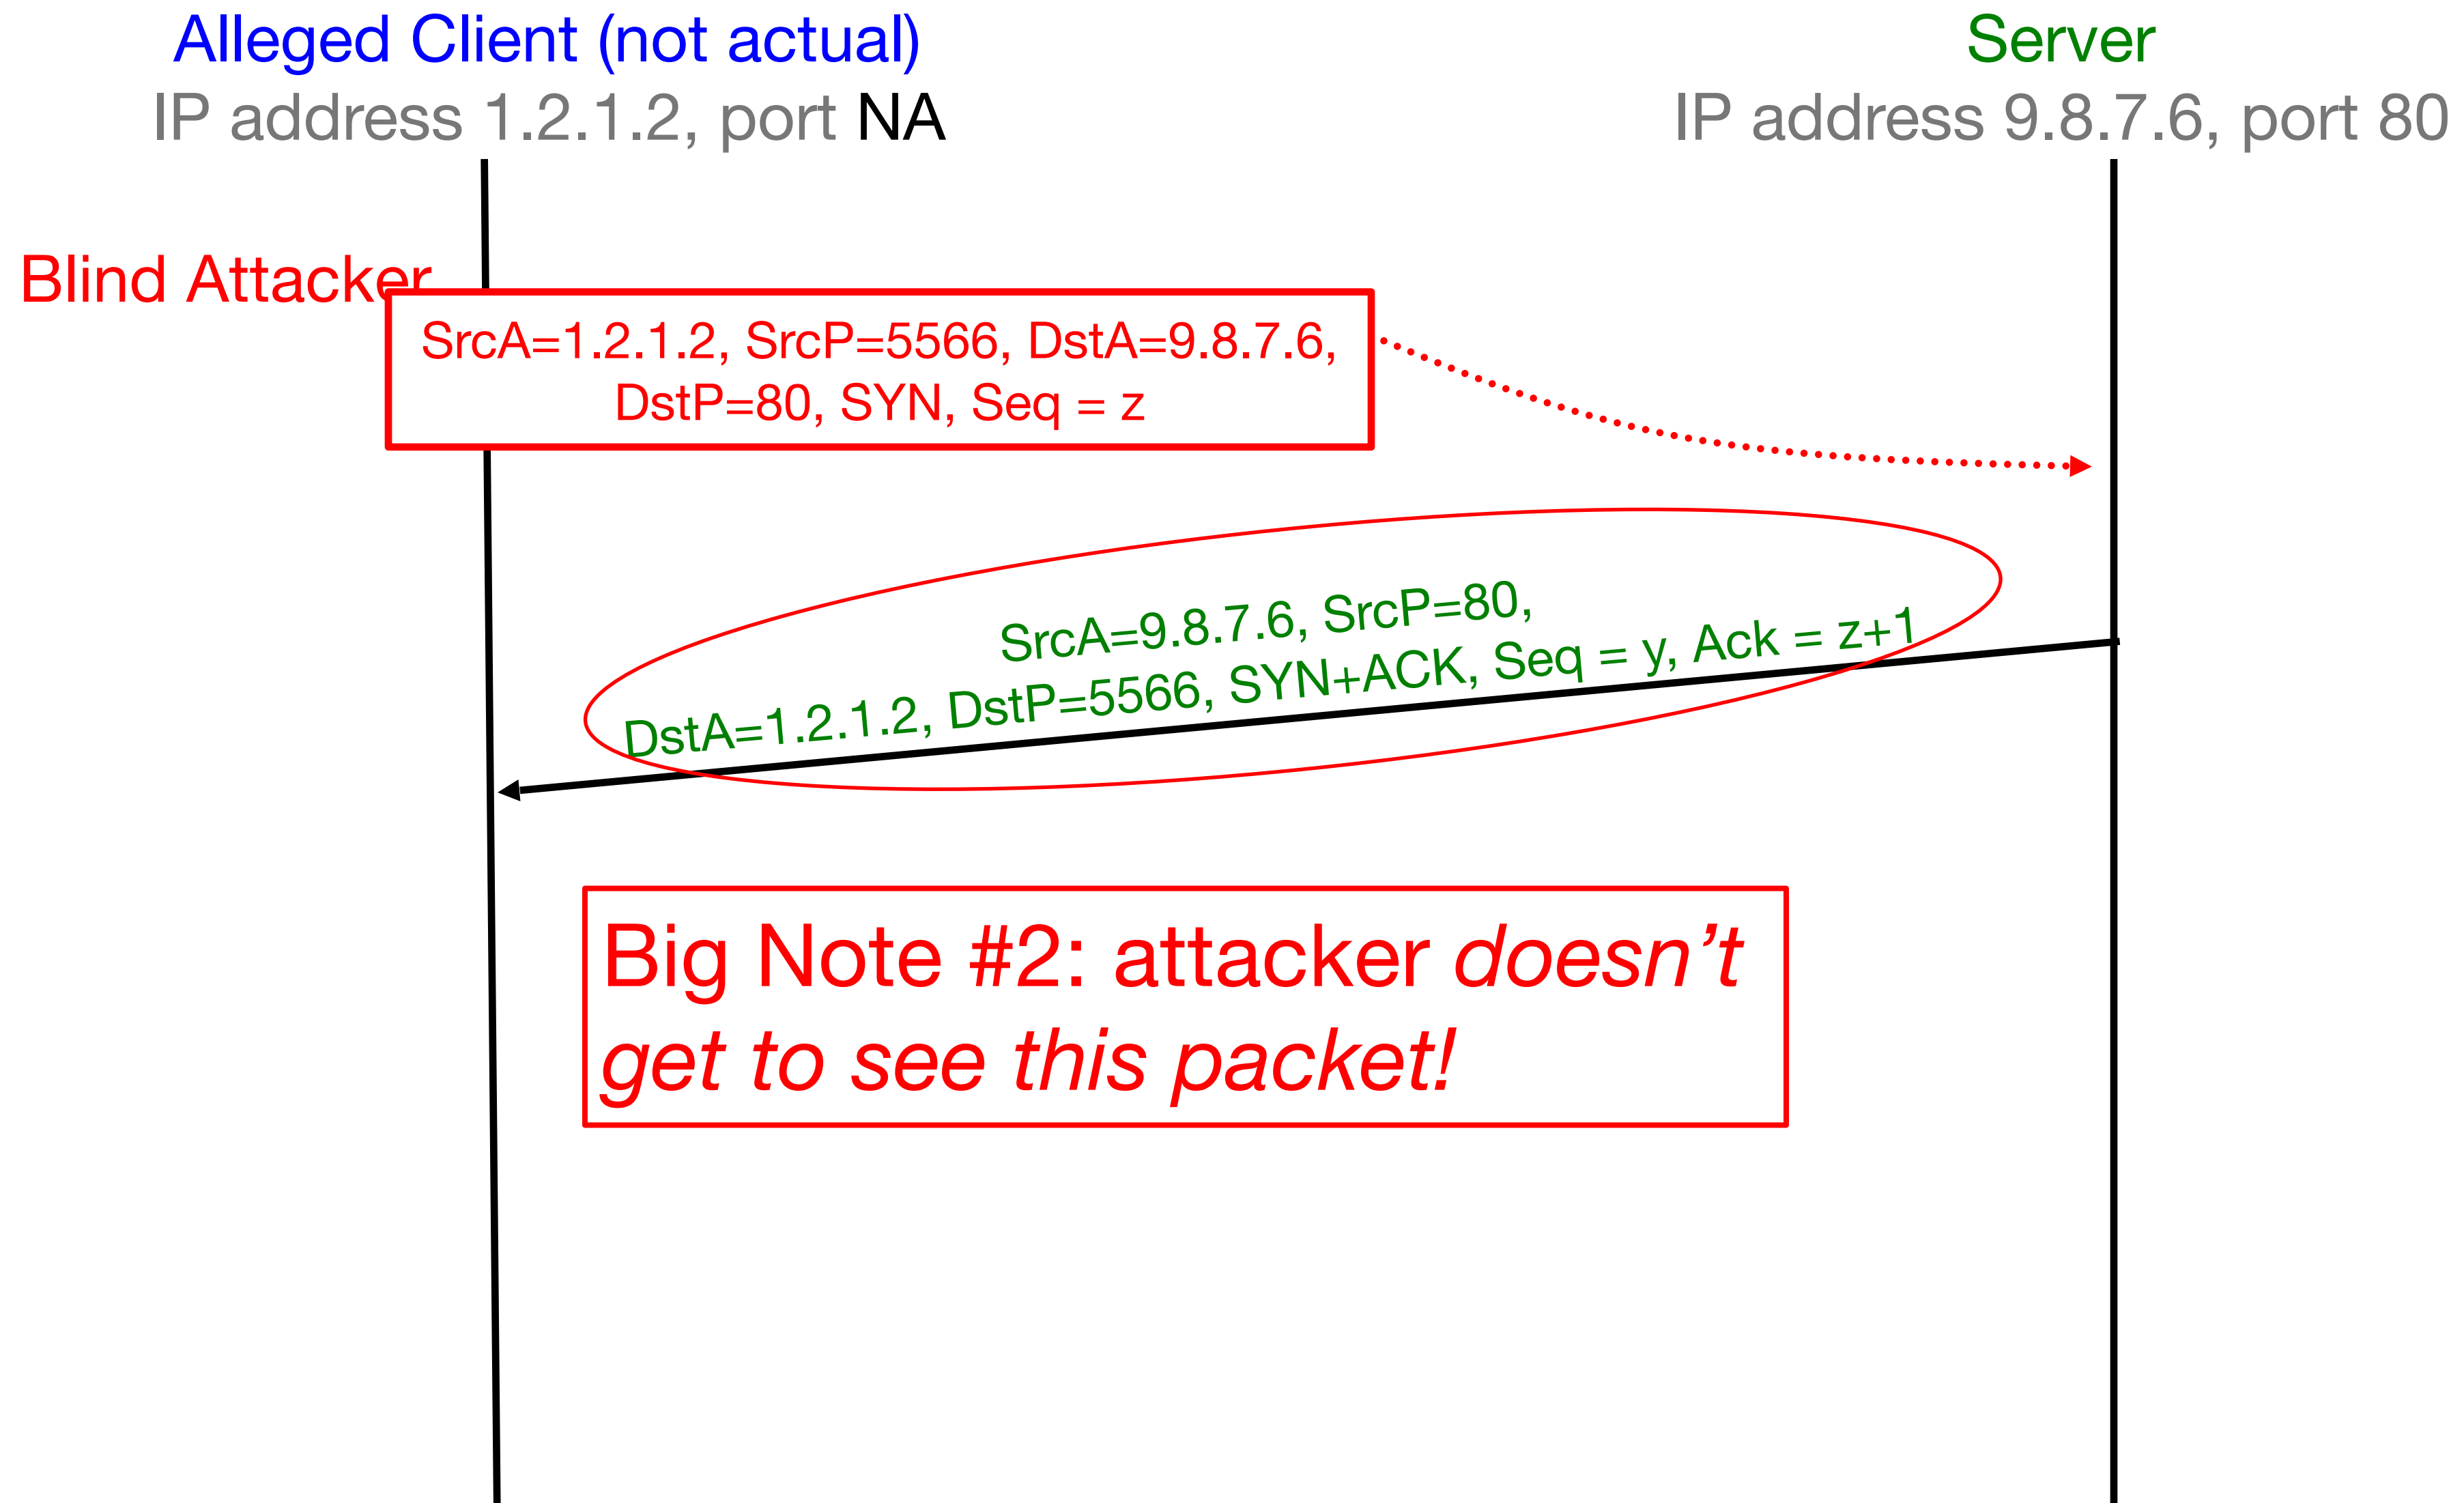 Alleged Client (not actual)
IP address 1.2.1.2, port NA
Server
IP address 9.8.7.6, port 80
Blind Attacker
SrcA=1.2.1.2, SrcP=5566, DstA=9.8.7.6,
DstP=80, SYN, Seq = z
SrcA=9.8.7.6, SrcP=80,
DstA=1.2.1.2, DstP=5566, SYN+ACK, Seq = y, Ack = z+1
Big Note #2: attacker doesn’t
get to see this packet!